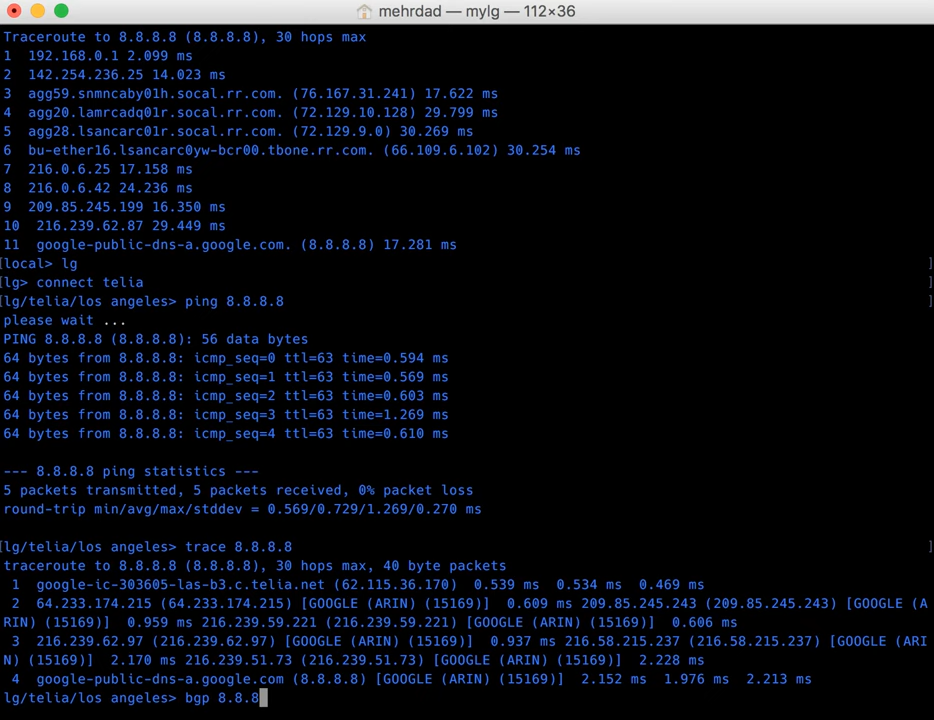 mehrdad — mylg — 112×36
Traceroute to 8.8.8.8 (8.8.8.8), 30 hops max
1  192.168.0.1 2.099 ms
2  142.254.236.25 14.023 ms
3  agg59.snmncaby01h.socal.rr.com. (76.167.31.241) 17.622 ms
4  agg20.lamrcadq01r.socal.rr.com. (72.129.10.128) 29.799 ms
5  agg28.lsancarc01r.socal.rr.com. (72.129.9.0) 30.269 ms
6  bu-ether16.lsancarc0yw-bcr00.tbone.rr.com. (66.109.6.102) 30.254 ms
7  216.0.6.25 17.158 ms
8  216.0.6.42 24.236 ms
9  209.85.245.199 16.350 ms
10  216.239.62.87 29.449 ms
11  google-public-dns-a.google.com. (8.8.8.8) 17.281 ms
[local> lg ]
[lg> connect telia ]
[lg/telia/los angeles> ping 8.8.8.8 ]
please wait ...
PING 8.8.8.8 (8.8.8.8): 56 data bytes
64 bytes from 8.8.8.8: icmp_seq=0 ttl=63 time=0.594 ms
64 bytes from 8.8.8.8: icmp_seq=1 ttl=63 time=0.569 ms
64 bytes from 8.8.8.8: icmp_seq=2 ttl=63 time=0.603 ms
64 bytes from 8.8.8.8: icmp_seq=3 ttl=63 time=1.269 ms
64 bytes from 8.8.8.8: icmp_seq=4 ttl=63 time=0.610 ms
--- 8.8.8.8 ping statistics ---
5 packets transmitted, 5 packets received, 0% packet loss
round-trip min/avg/max/stddev = 0.569/0.729/1.269/0.270 ms
[lg/telia/los angeles> trace 8.8.8.8 ]
traceroute to 8.8.8.8 (8.8.8.8), 30 hops max, 40 byte packets
 1  google-ic-303605-las-b3.c.telia.net (62.115.36.170)  0.539 ms  0.534 ms  0.469 ms
 2  64.233.174.215 (64.233.174.215) [GOOGLE (ARIN) (15169)]  0.609 ms 209.85.245.243 (209.85.245.243) [GOOGLE (A
RIN) (15169)]  0.959 ms 216.239.59.221 (216.239.59.221) [GOOGLE (ARIN) (15169)]  0.606 ms
 3  216.239.62.97 (216.239.62.97) [GOOGLE (ARIN) (15169)]  0.937 ms 216.58.215.237 (216.58.215.237) [GOOGLE (ARI
N) (15169)]  2.170 ms 216.239.51.73 (216.239.51.73) [GOOGLE (ARIN) (15169)]  2.228 ms
 4  google-public-dns-a.google.com (8.8.8.8) [GOOGLE (ARIN) (15169)]  2.152 ms  1.976 ms  2.213 ms
lg/telia/los angeles> bgp 8.8.8